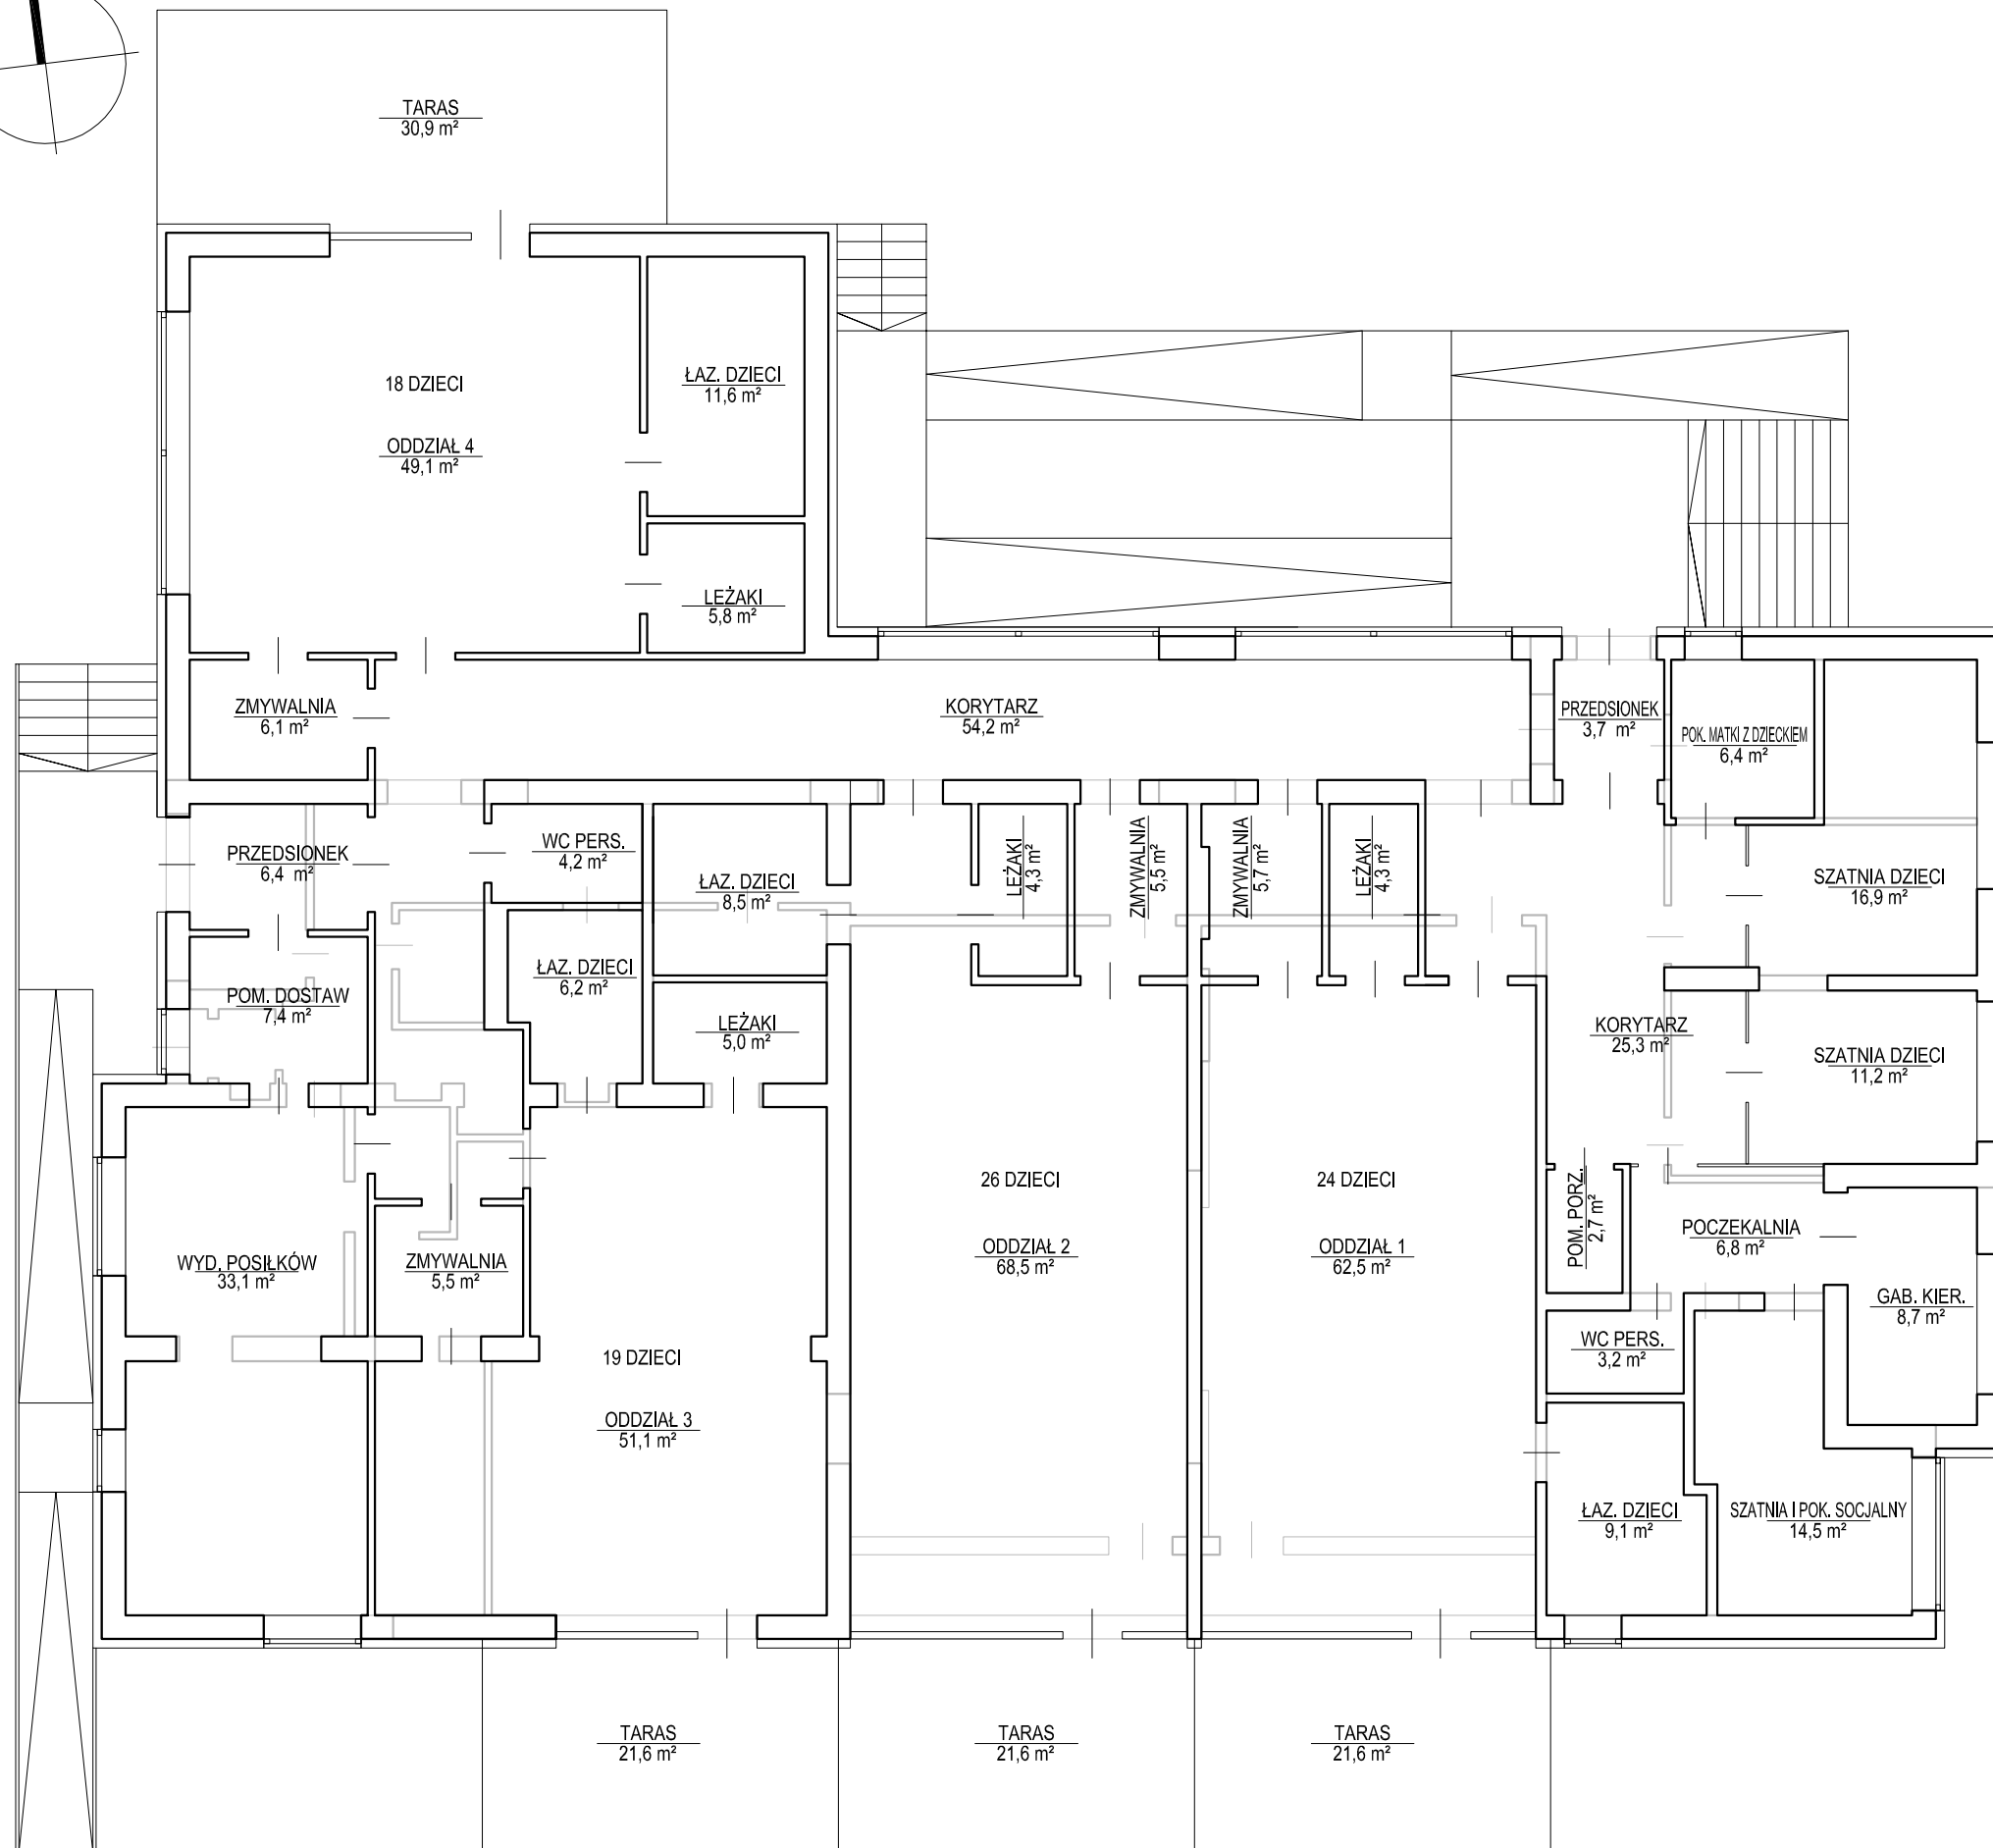 TARAS
30,9 m²
18 DZIECI
ŁAZ. DZIECI
11,6 m²
ODDZIAŁ 4
49,1 m²
LEŻAKI
5,8 m²
ZMYWALNIA
6,1 m²
KORYTARZ
54,2 m²
PRZEDSIONEK
3,7 m²
POK. MATKI Z DZIECKIEM
6,4 m²
PRZEDSIONEK
6,4 m²
WC PERS.
4,2 m²
ŁAZ. DZIECI
8,5 m²
LEŻAKI
4,3 m²
ZMYWALNIA
5,5 m²
ZMYWALNIA
5,7 m²
LEŻAKI
4,3 m²
SZATNIA DZIECI
16,9 m²
POM. DOSTAW
7,4 m²
ŁAZ. DZIECI
6,2 m²
LEŻAKI
5,0 m²
KORYTARZ
25,3 m²
SZATNIA DZIECI
11,2 m²
26 DZIECI
24 DZIECI
POM. PORZ.
2,7 m²
POCZEKALNIA
6,8 m²
WYD. POSIŁKÓW
33,1 m²
ZMYWALNIA
5,5 m²
ODDZIAŁ 2
68,5 m²
ODDZIAŁ 1
62,5 m²
GAB. KIER.
8,7 m²
19 DZIECI
WC PERS.
3,2 m²
ODDZIAŁ 3
51,1 m²
ŁAZ. DZIECI
9,1 m²
SZATNIA I POK. SOCJALNY
14,5 m²
TARAS
21,6 m²
TARAS
21,6 m²
TARAS
21,6 m²